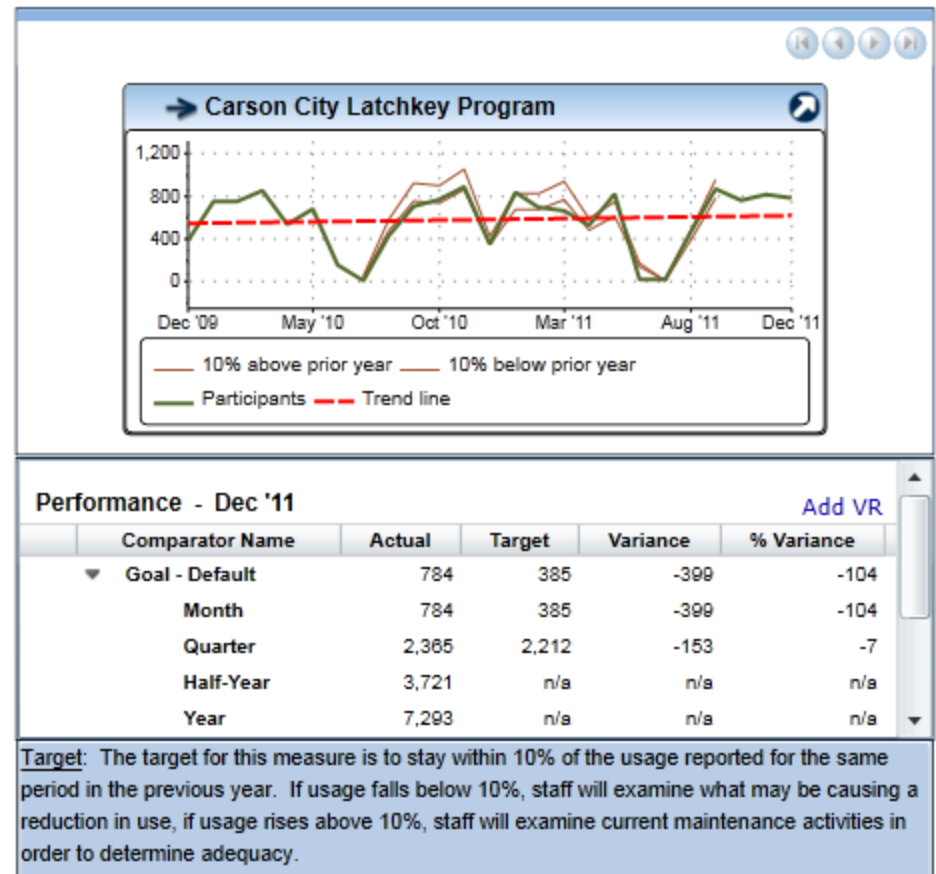 Carson City Latchkey Program
1,200
800
400
0
Dec '09 May '10 Oct '10 Mar '11 Aug '11 Dec '11
10% above prior year 10% below prior year
Participants Trend line
Performance - Dec '11
Add VR
Comparator Name Actual Target Variance % Variance
Goal - Default 784 385 -399 -104
Month 784 385 -399 -104
Quarter 2,365 2,212 -153 -7
Half-Year 3,721 n/a n/a n/a
Year 7,293 n/a n/a n/a
Target: The target for this measure is to stay within 10% of the usage reported for the same
period in the previous year. If usage falls below 10%, staff will examine what may be causing a
reduction in use, if usage rises above 10%, staff will examine current maintenance activities in
order to determine adequacy.